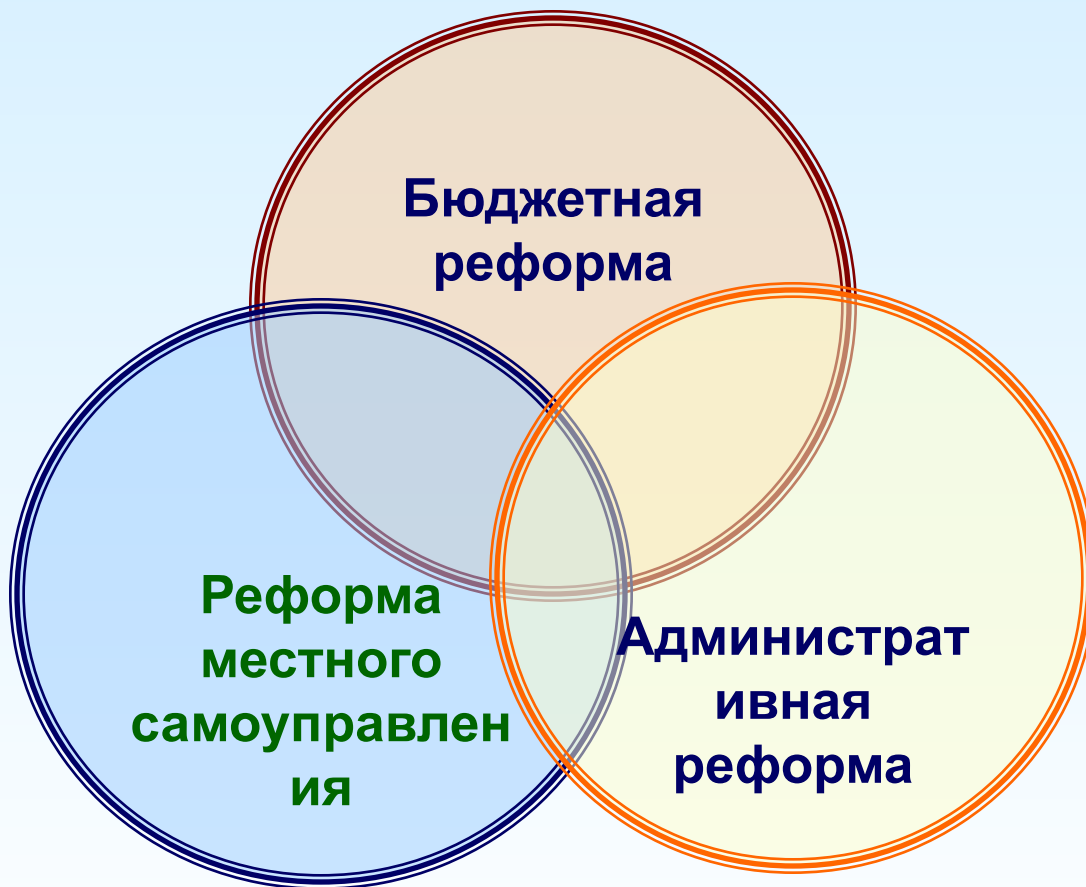 Бюджетная
реформа
Реформа
местного
самоуправлен
ия
Администрат
ивная
реформа